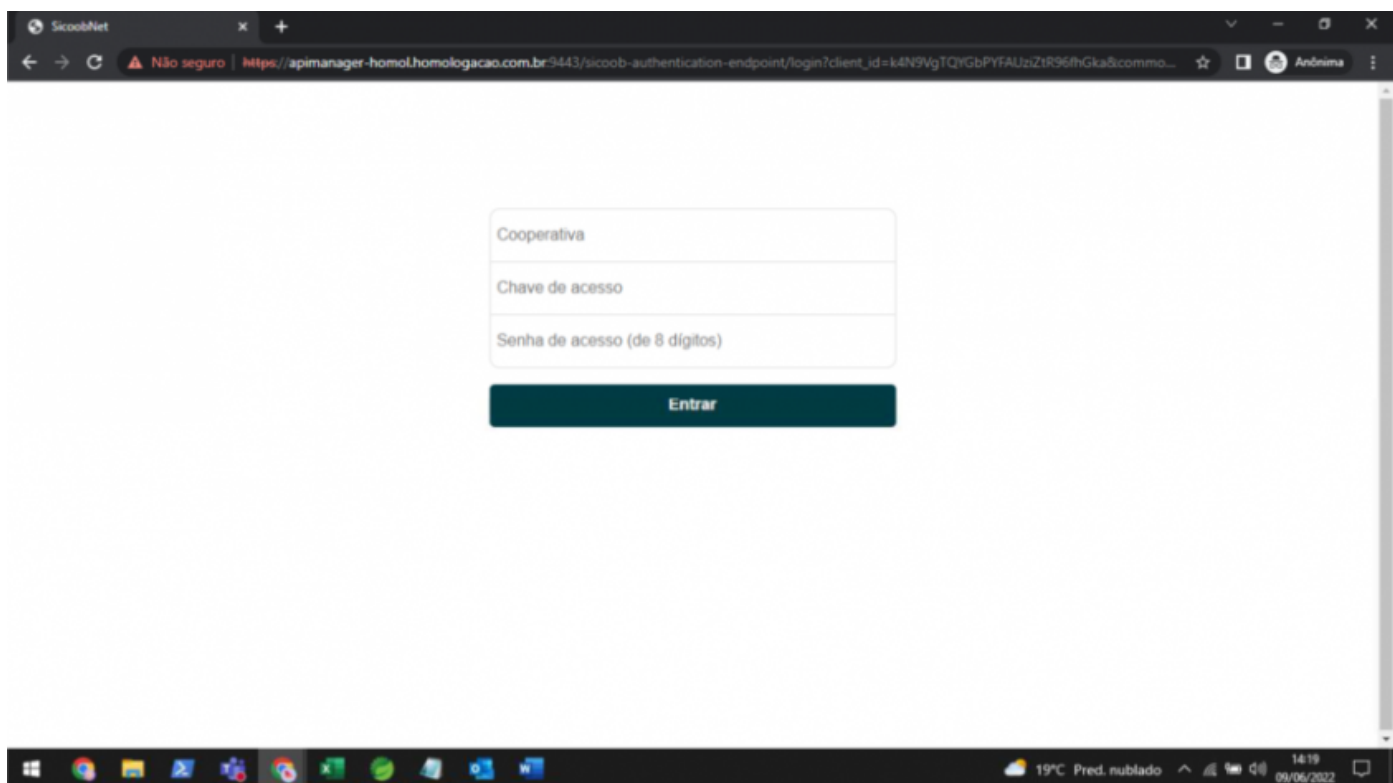 SicoobNet
Não seguro | https://apimanager-homol.homologacao.com.br:9443/sicoob-authentication-endpoint/login?client_id=k4N9VgTQYGbPYFAUziZtR96fhGka&commo...
Anônima
Cooperativa
Chave de acesso
Senha de acesso (de 8 dígitos)
Entrar
19°C Pred. nublado
14:19
09/06/2022